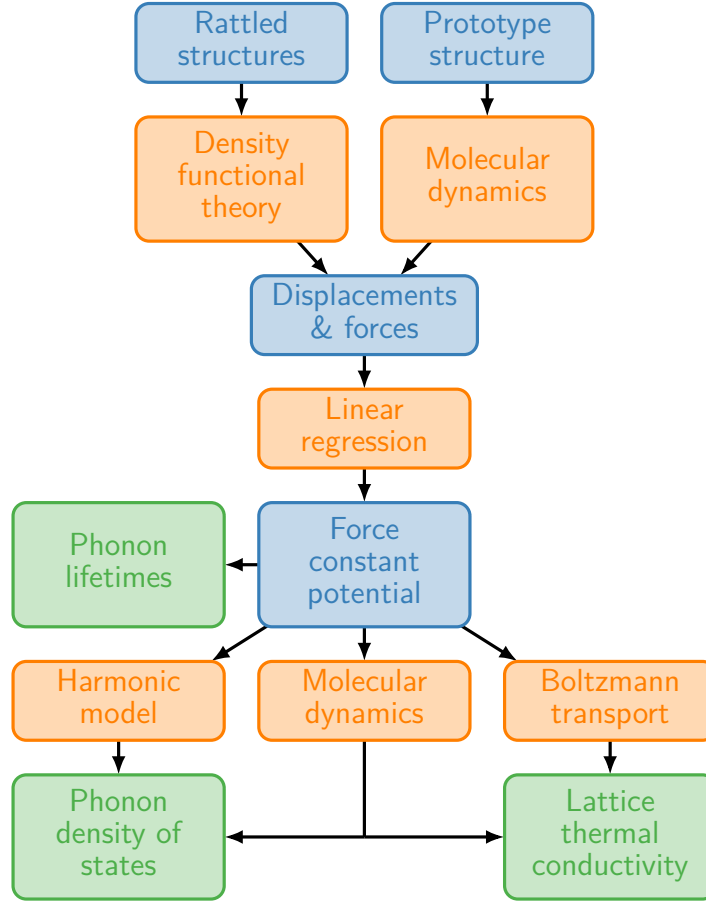 Rattled
structures
Prototype
structure
Density
functional
theory
Molecular
dynamics
Displacements
& forces
Linear
regression
Phonon
lifetimes
Force
constant
potential
Harmonic
model
Molecular
dynamics
Boltzmann
transport
Phonon
density of
states
Lattice
thermal
conductivity